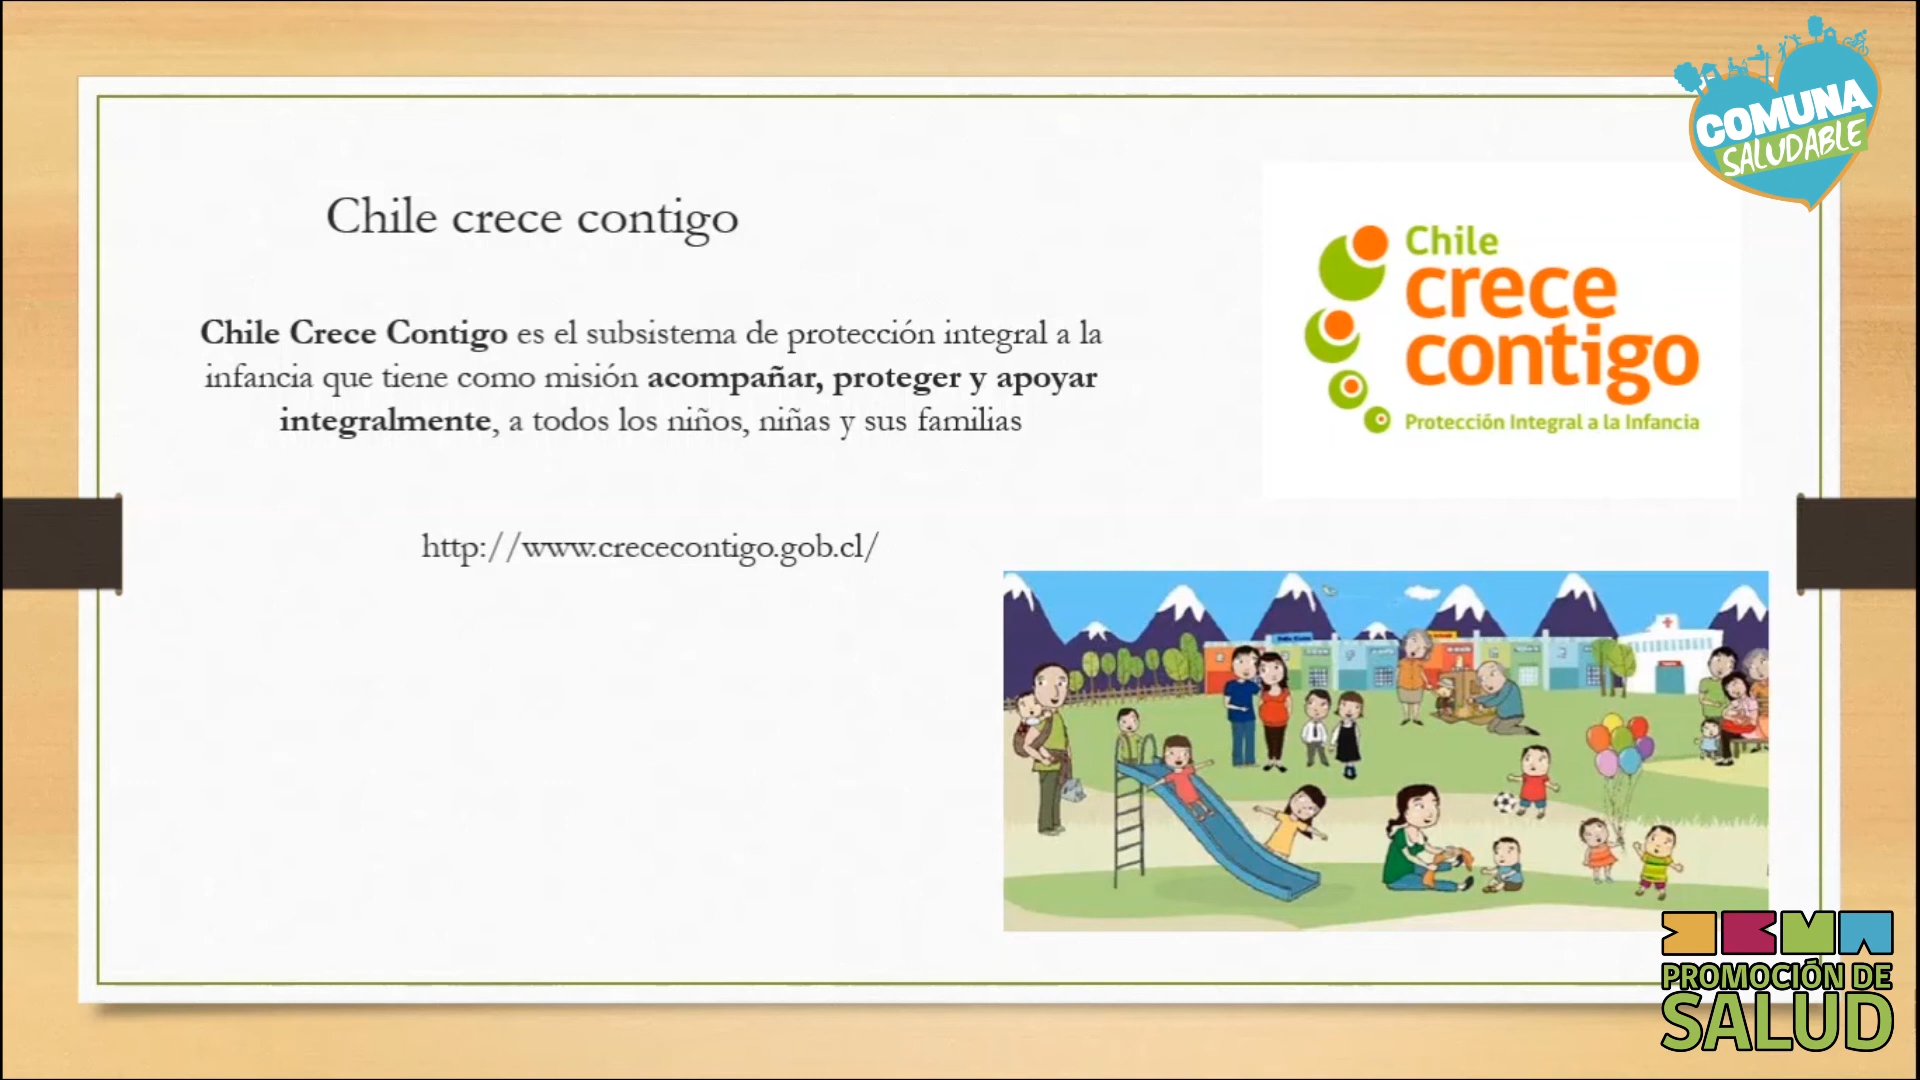 COMUNA
SALUDABLE
Chile crece contigo
Chile
crece
contigo
Protección Integral a la Infancia
Chile Crece Contigo es el subsistema de protección integral a la
infancia que tiene como misión acompañar, proteger y apoyar
integralmente, a todos los niños, niñas y sus familias
http://www.crececontigo.gob.cl/
PROMOCIÓN DE
SALUD